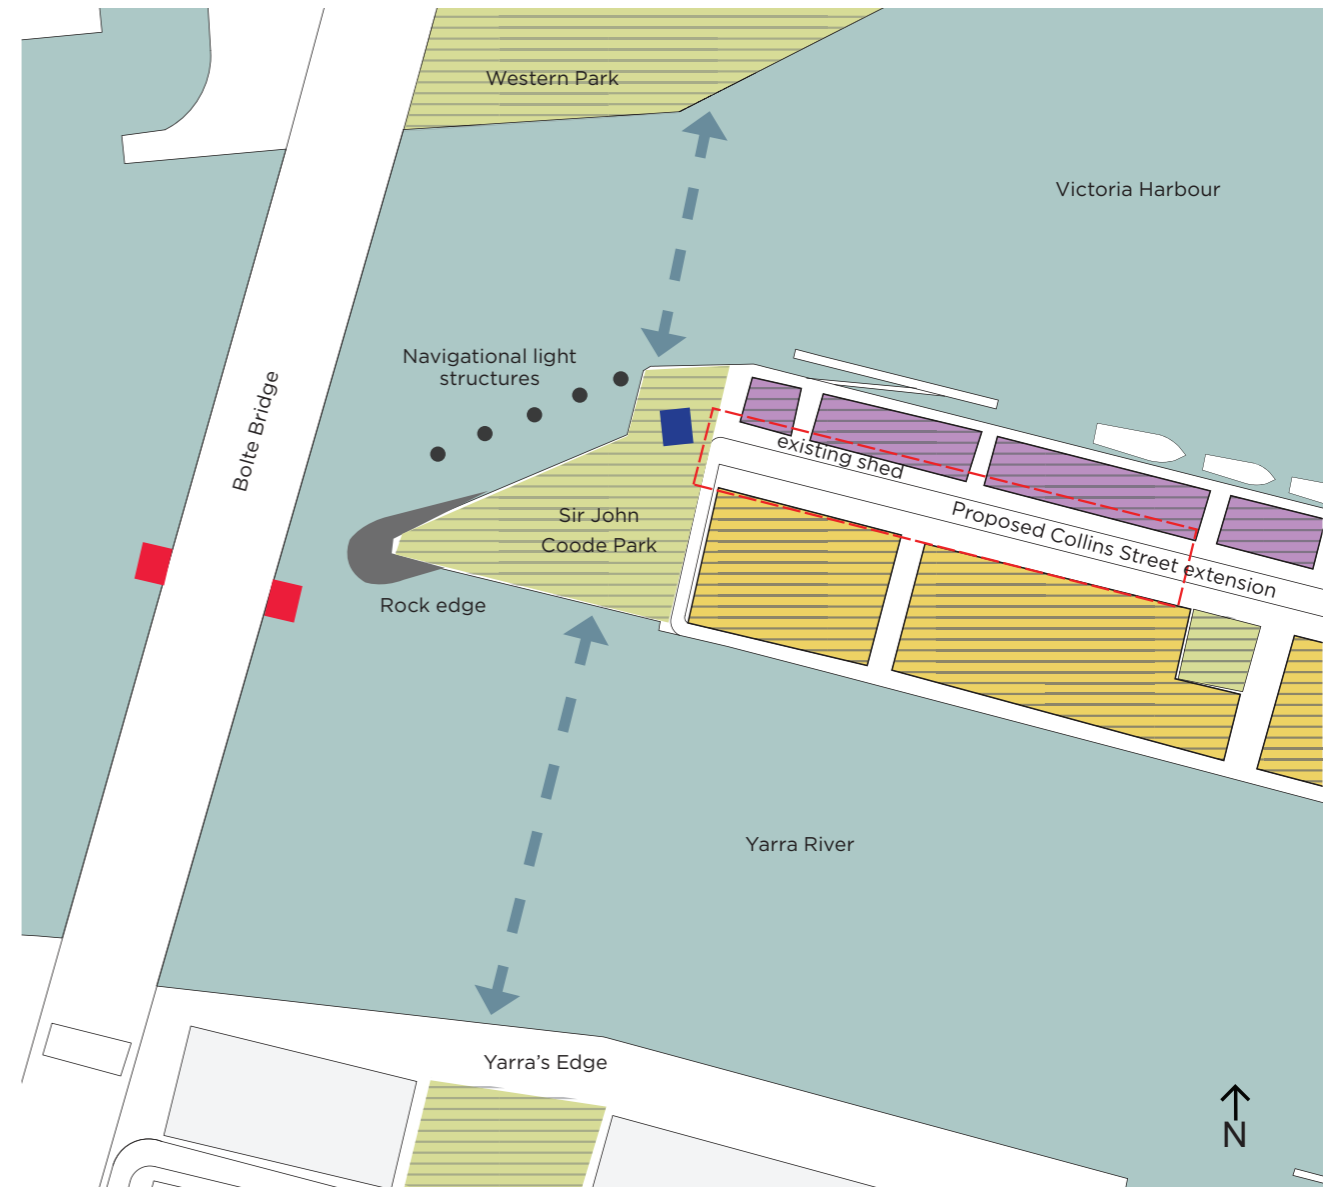 Western Park
Victoria Harbour
Navigational light
structures
Bolte Bridge
existing shed
Proposed Collins Street extension
Sir John
Coode Park
Rock edge
Yarra River
Yarra’s Edge
N